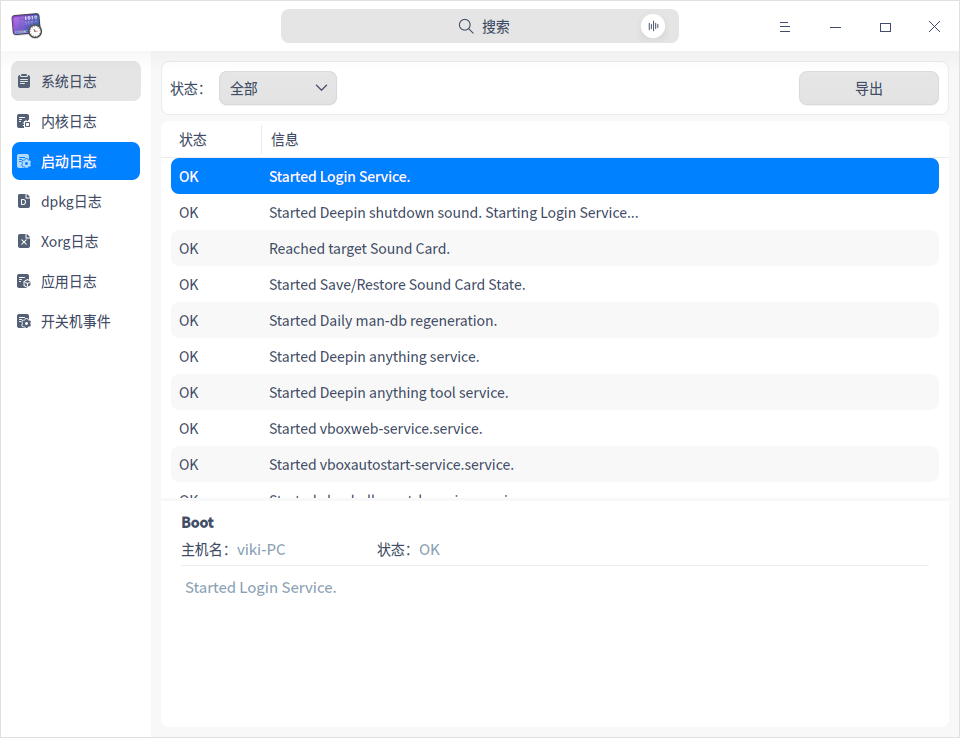 搜索
系统日志
内核日志
启动日志
dpkg日志
Xorg日志
应用日志
开关机事件
状态： 全部 导出
状态 信息
OK Started Login Service.
OK Started Deepin shutdown sound. Starting Login Service...
OK Reached target Sound Card.
OK Started Save/Restore Sound Card State.
OK Started Daily man-db regeneration.
OK Started Deepin anything service.
OK Started Deepin anything tool service.
OK Started vboxweb-service.service.
OK Started vboxautostart-service.service.
OK Started
Boot
主机名： viki-PC 状态： OK
Started Login Service.